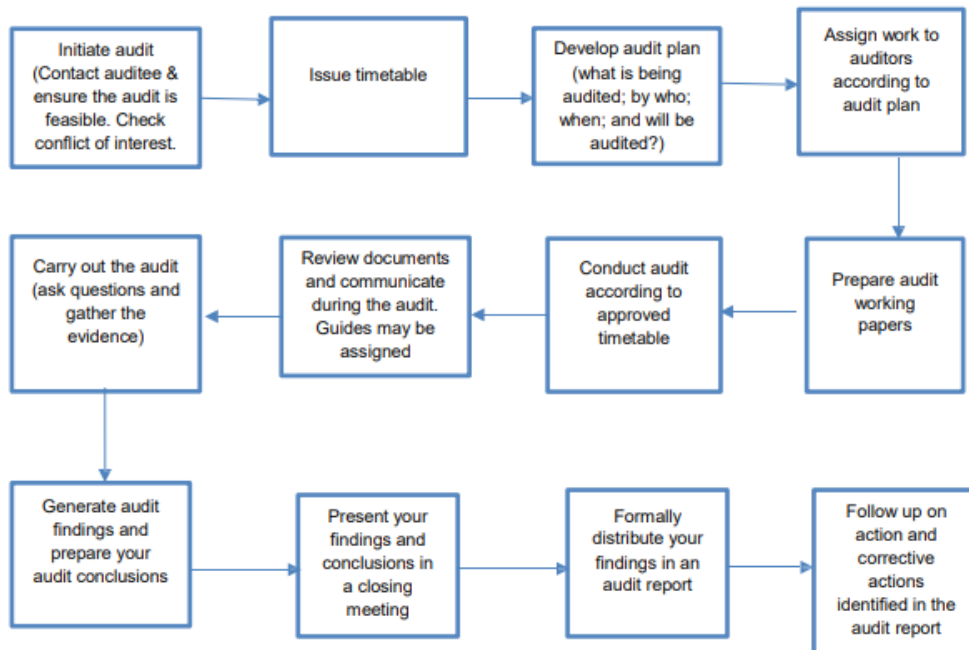 Initiate audit
(Contact auditee &
ensure the audit is
feasible. Check
conflict of interest.
Issue timetable
Develop audit plan
(what is being
audited; by who;
when; and will be
audited?)
Assign work to
auditors
according to
audit plan
Prepare audit
working
papers
Conduct audit
according to
approved
timetable
Review documents
and communicate
during the audit.
Guides may be
assigned
Carry out the audit
(ask questions and
gather the
evidence)
Generate audit
findings and
prepare your
audit conclusions
Present your
findings and
conclusions in
a closing
meeting
Formally
distribute your
findings in an
audit report
Follow up on
action and
corrective
actions
identified in the
audit report